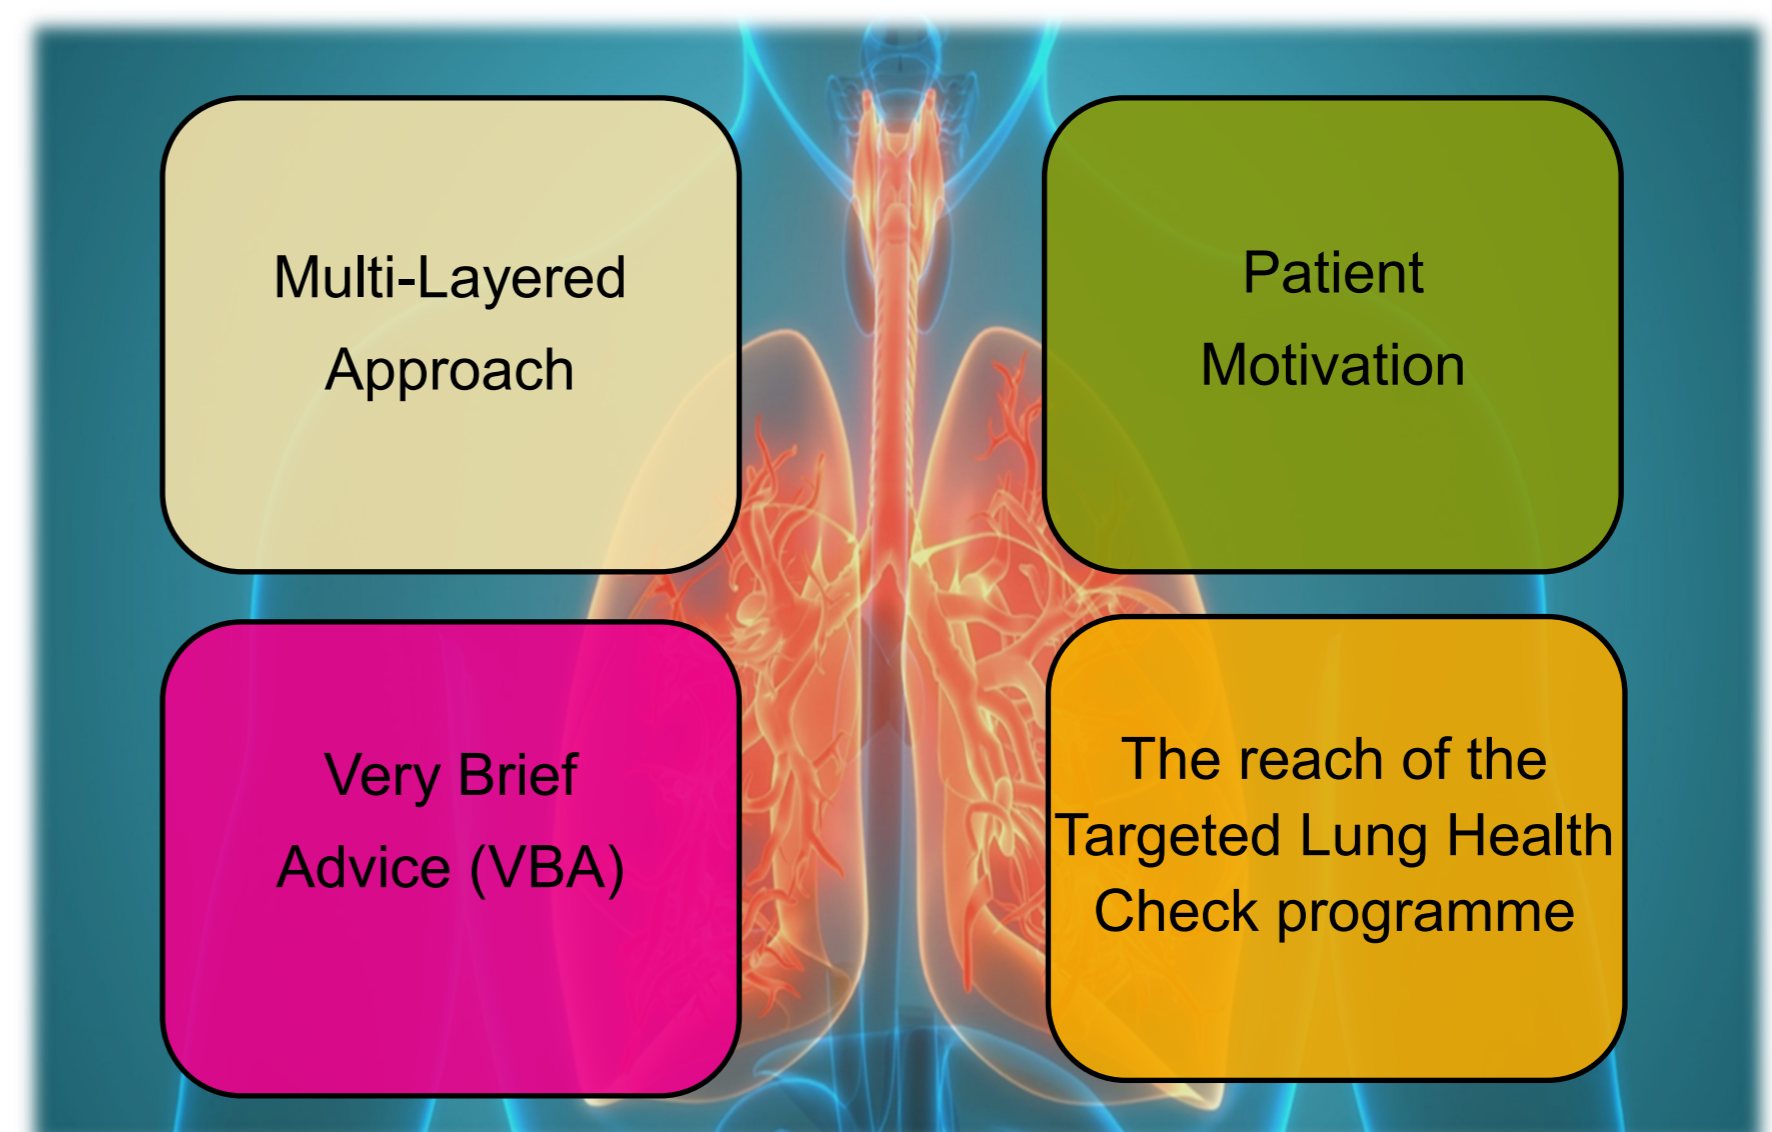 Multi-Layered
Approach
Patient
Motivation
Very Brief
Advice (VBA)
The reach of the
Targeted Lung Health
Check programme